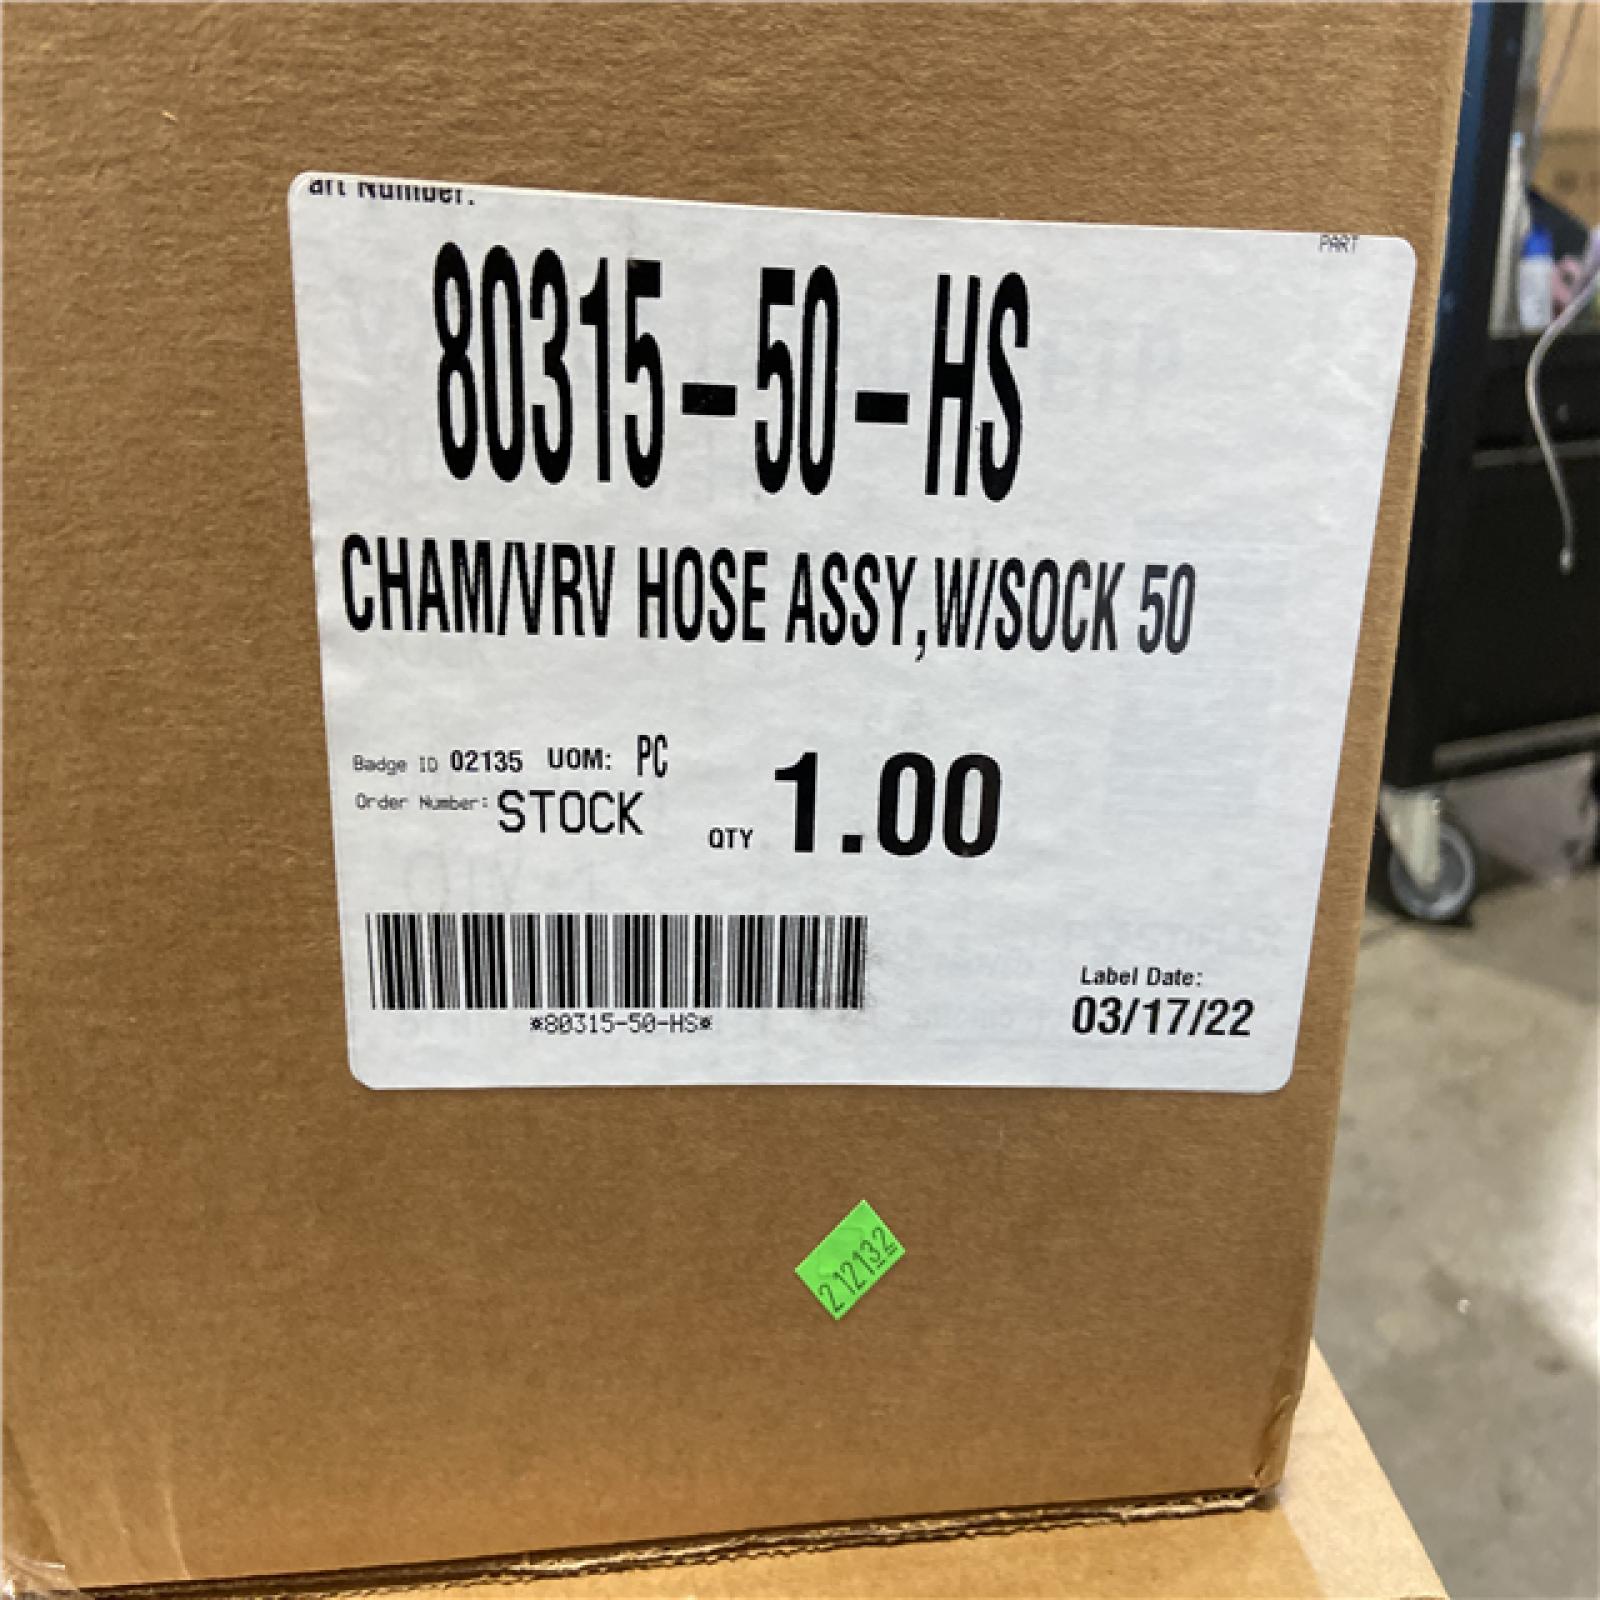 art Number:
PART
80315-50-HS
CHAM/VRV HOSE ASSY,W/SOCK 50
Badge ID 02135 UOM: PC
Order Number: STOCK QTY 1.00
*80315-50-HS*
Label Date:
03/17/22
212132